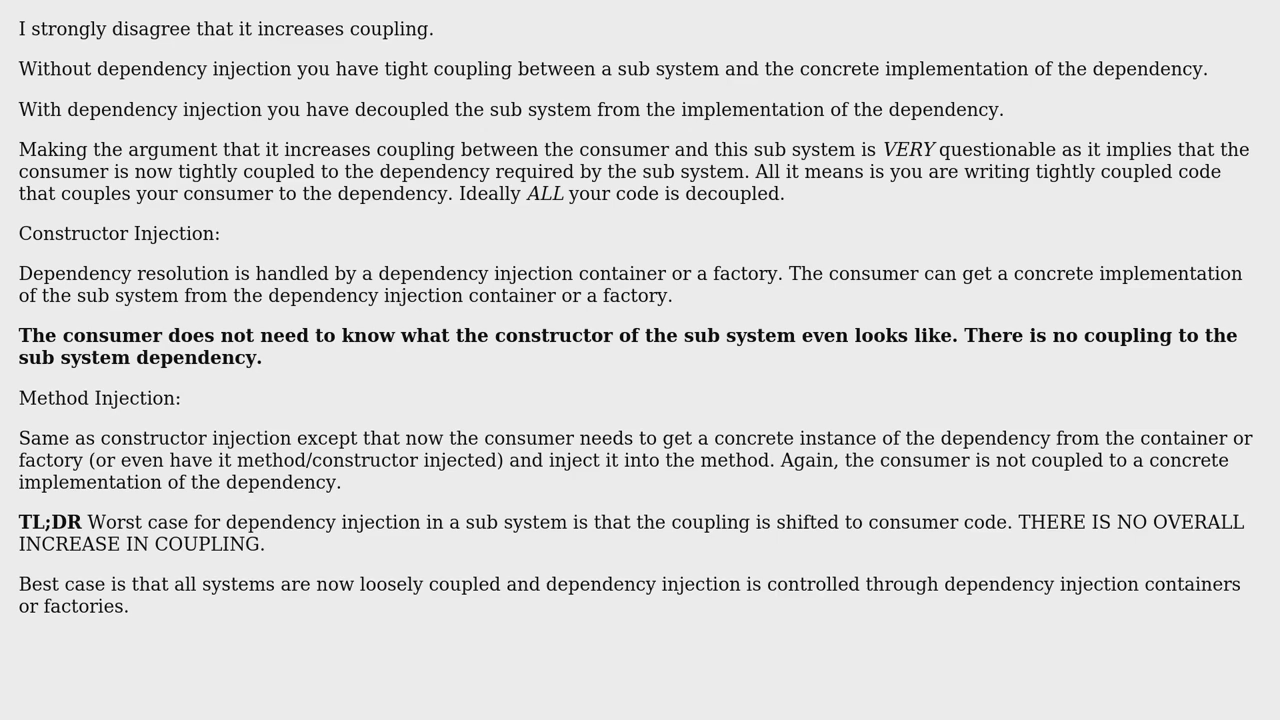 I strongly disagree that it increases coupling.
Without dependency injection you have tight coupling between a sub system and the concrete implementation of the dependency.
With dependency injection you have decoupled the sub system from the implementation of the dependency.
Making the argument that it increases coupling between the consumer and this sub system is VERY questionable as it implies that the
consumer is now tightly coupled to the dependency required by the sub system. All it means is you are writing tightly coupled code
that couples your consumer to the dependency. Ideally ALL your code is decoupled.
Constructor Injection:
Dependency resolution is handled by a dependency injection container or a factory. The consumer can get a concrete implementation
of the sub system from the dependency injection container or a factory.
The consumer does not need to know what the constructor of the sub system even looks like. There is no coupling to the
sub system dependency.
Method Injection:
Same as constructor injection except that now the consumer needs to get a concrete instance of the dependency from the container or
factory (or even have it method/constructor injected) and inject it into the method. Again, the consumer is not coupled to a concrete
implementation of the dependency.
TL;DR Worst case for dependency injection in a sub system is that the coupling is shifted to consumer code. THERE IS NO OVERALL
INCREASE IN COUPLING.
Best case is that all systems are now loosely coupled and dependency injection is controlled through dependency injection containers
or factories.